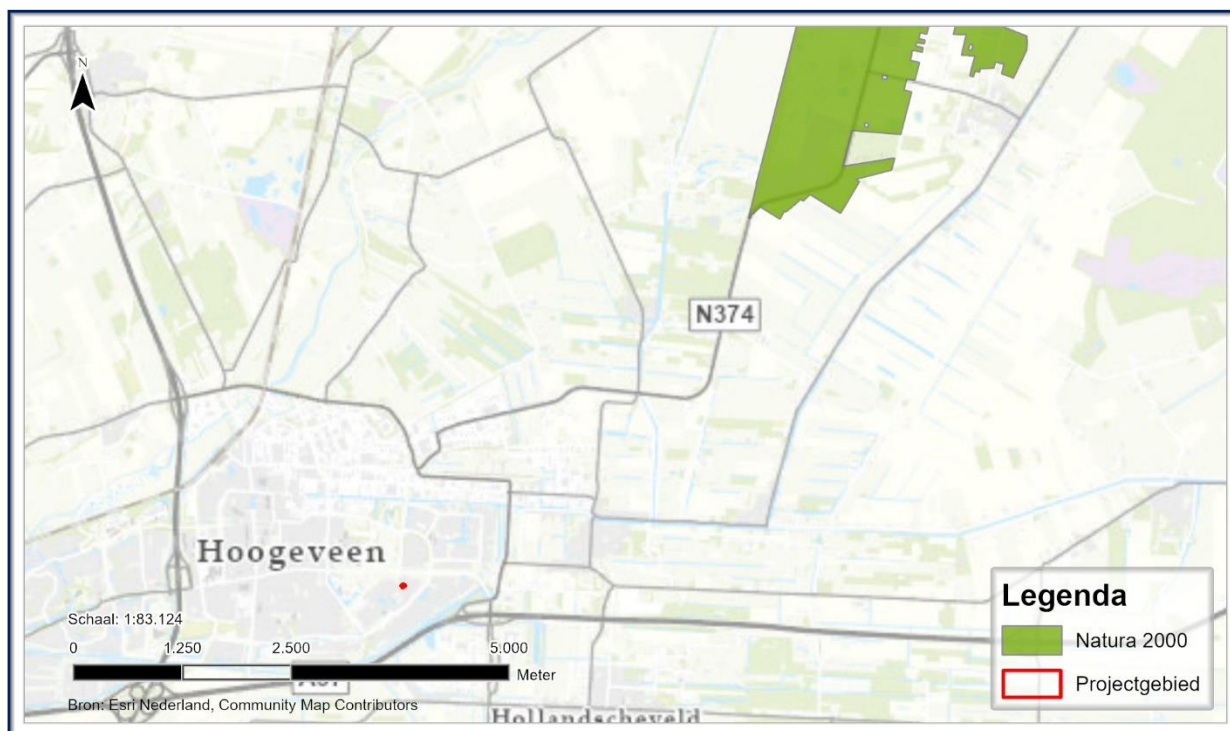 N
N374
Hoogeveen
Schaal: 1:83.124
0 1.250 2.500 5.000
Meter
Bron: Esri Nederland, Community Map Contributors
Hollandscheveld
Legenda
Natura 2000
Projectgebied